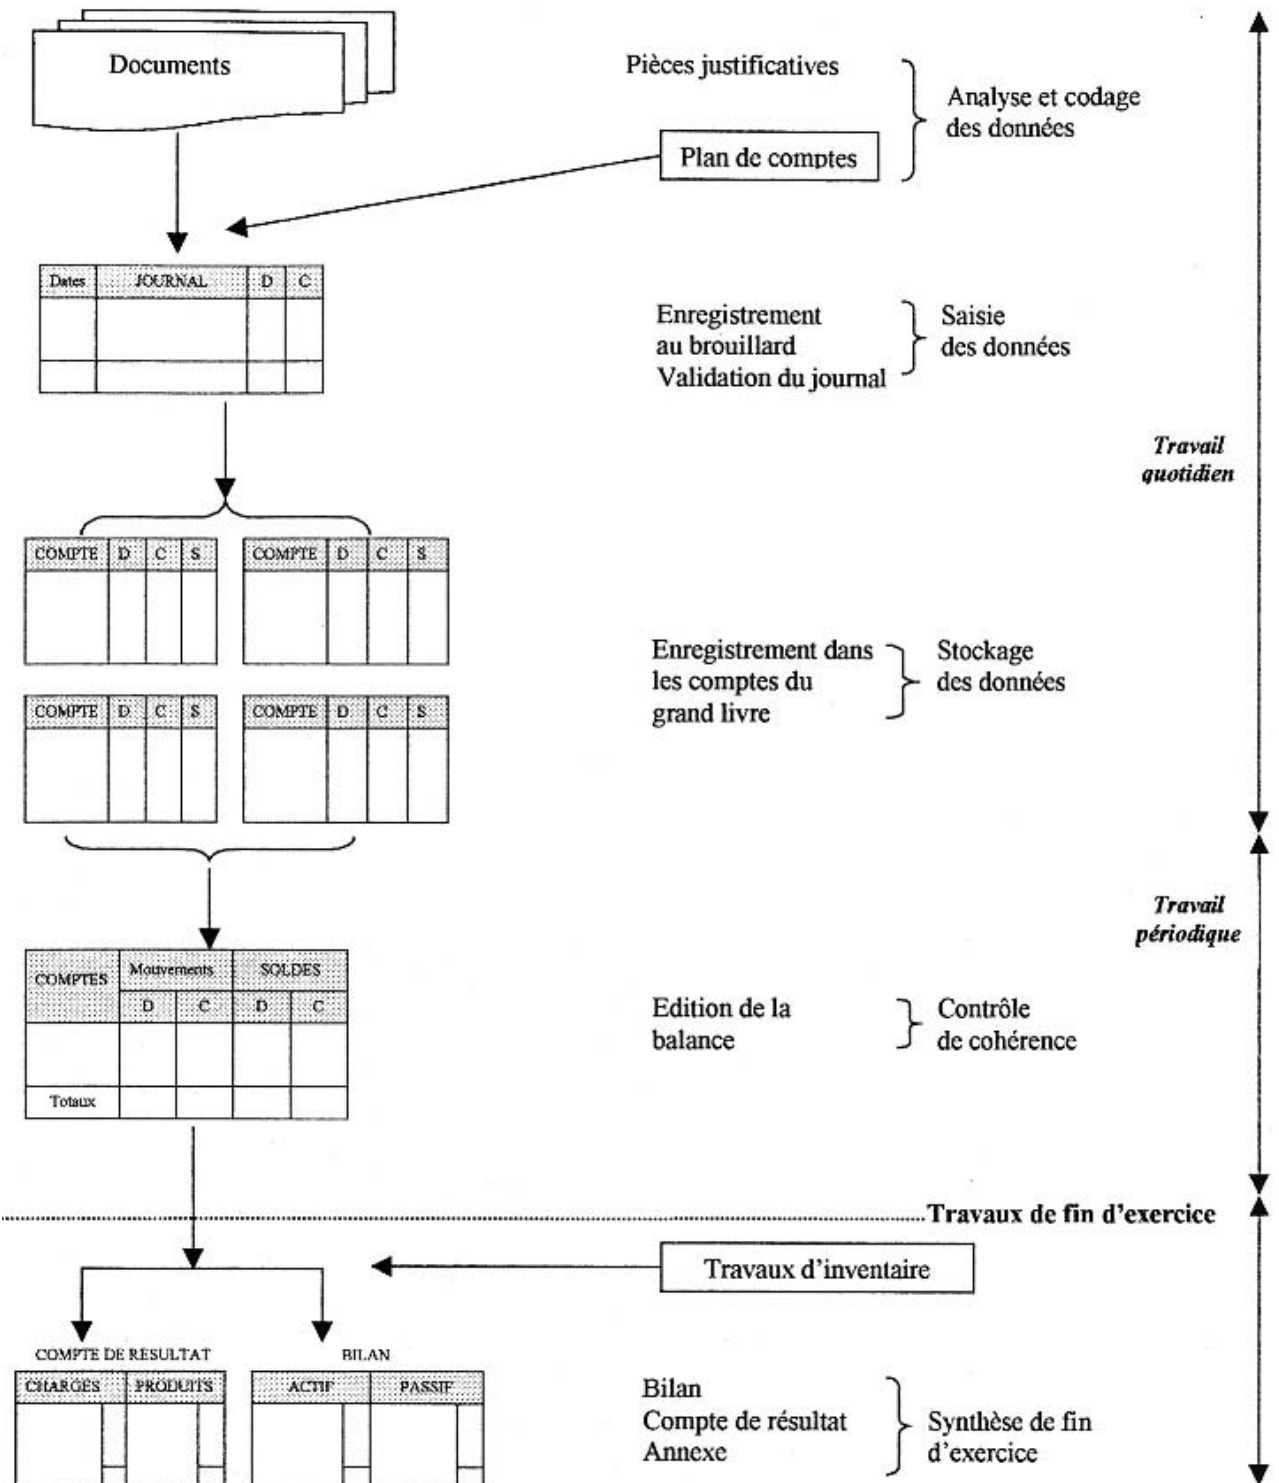 Documents
Pièces justificatives
Analyse et codage
des données
Plan de comptes
Dates JOURNAL D C
Enregistrement
au brouillard
Validation du journal
Saisie
des données
Travail
quotidien
COMPTE D C S
COMPTE D C S
Enregistrement dans
les comptes du
grand livre
Stockage
des données
COMPTE D C S
COMPTE D C S
Travail
périodique
COMPTES Mouvements SOLDES
D C D C
Totaux
Edition de la
balance
Contrôle
de cohérence
Travaux de fin d'exercice
Travaux d'inventaire
COMPTE DE RESULTAT
BILAN
CHARGES PRODUITS
ACTIF PASSIF
Bilan
Compte de résultat
Annexe
Synthèse de fin
d'exercice